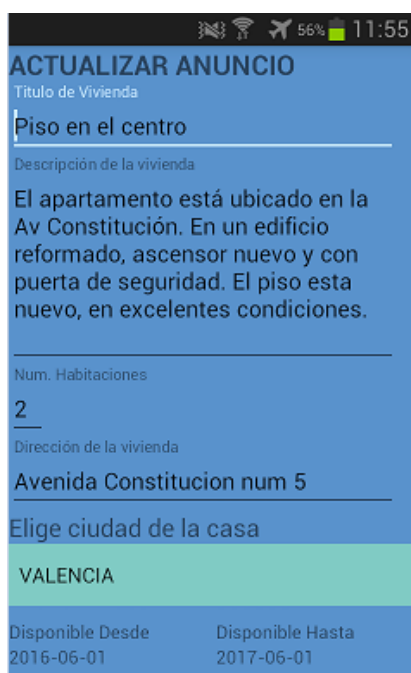 56% 11:55
ACTUALIZAR ANUNCIO
Titulo de Vivienda
Piso en el centro
Descripción de la vivienda
El apartamento está ubicado en la
Av Constitución. En un edificio
reformado, ascensor nuevo y con
puerta de seguridad. El piso esta
nuevo, en excelentes condiciones.
Num. Habitaciones
2
Dirección de la vivienda
Avenida Constitucion num 5
Elige ciudad de la casa
VALENCIA
Disponible Desde Disponible Hasta
2016-06-01 2017-06-01